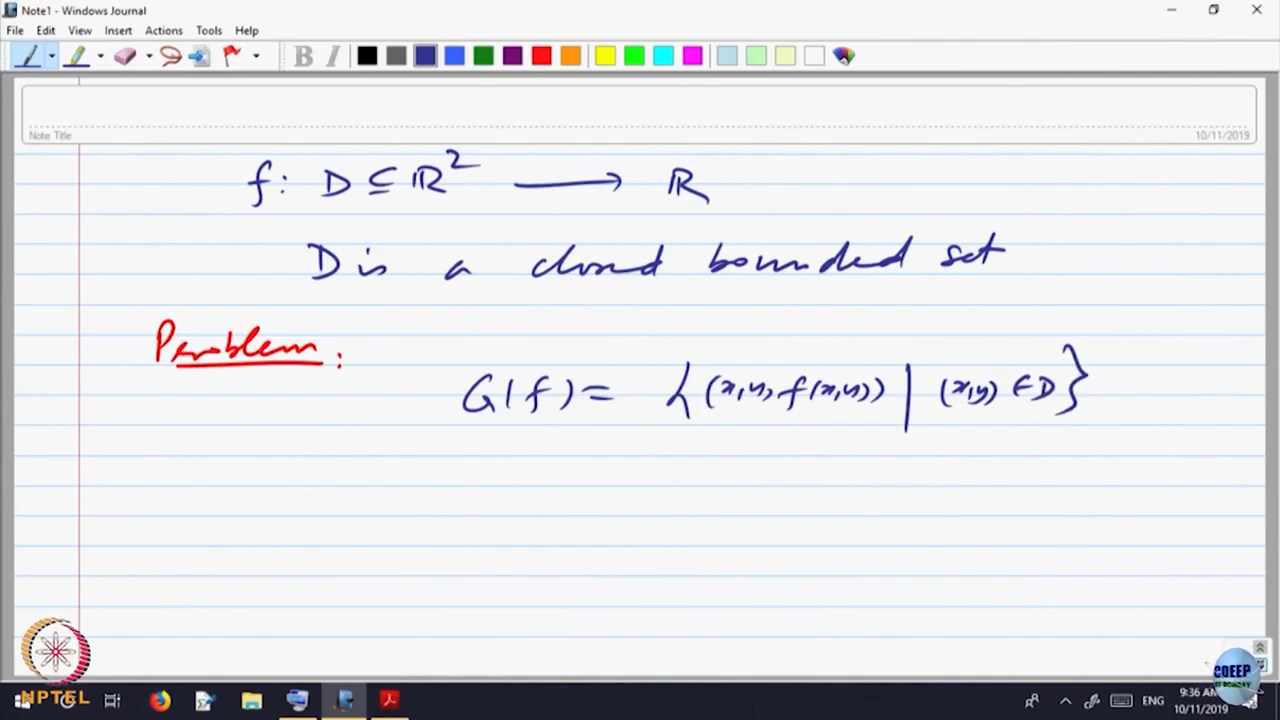 Note1 - Windows Journal
File Edit View Insert Actions Tools Help
B I
Note Title
10/11/2019
f: D ⊆ ℝ² ⟶ ℝ
D is a closed bounded set
Problem:
G(f) = { (x,y, f(x,y)) | (x,y) ∈ D }
NPTEL
CDEEP
ENG
9:36 AM
10/11/2019